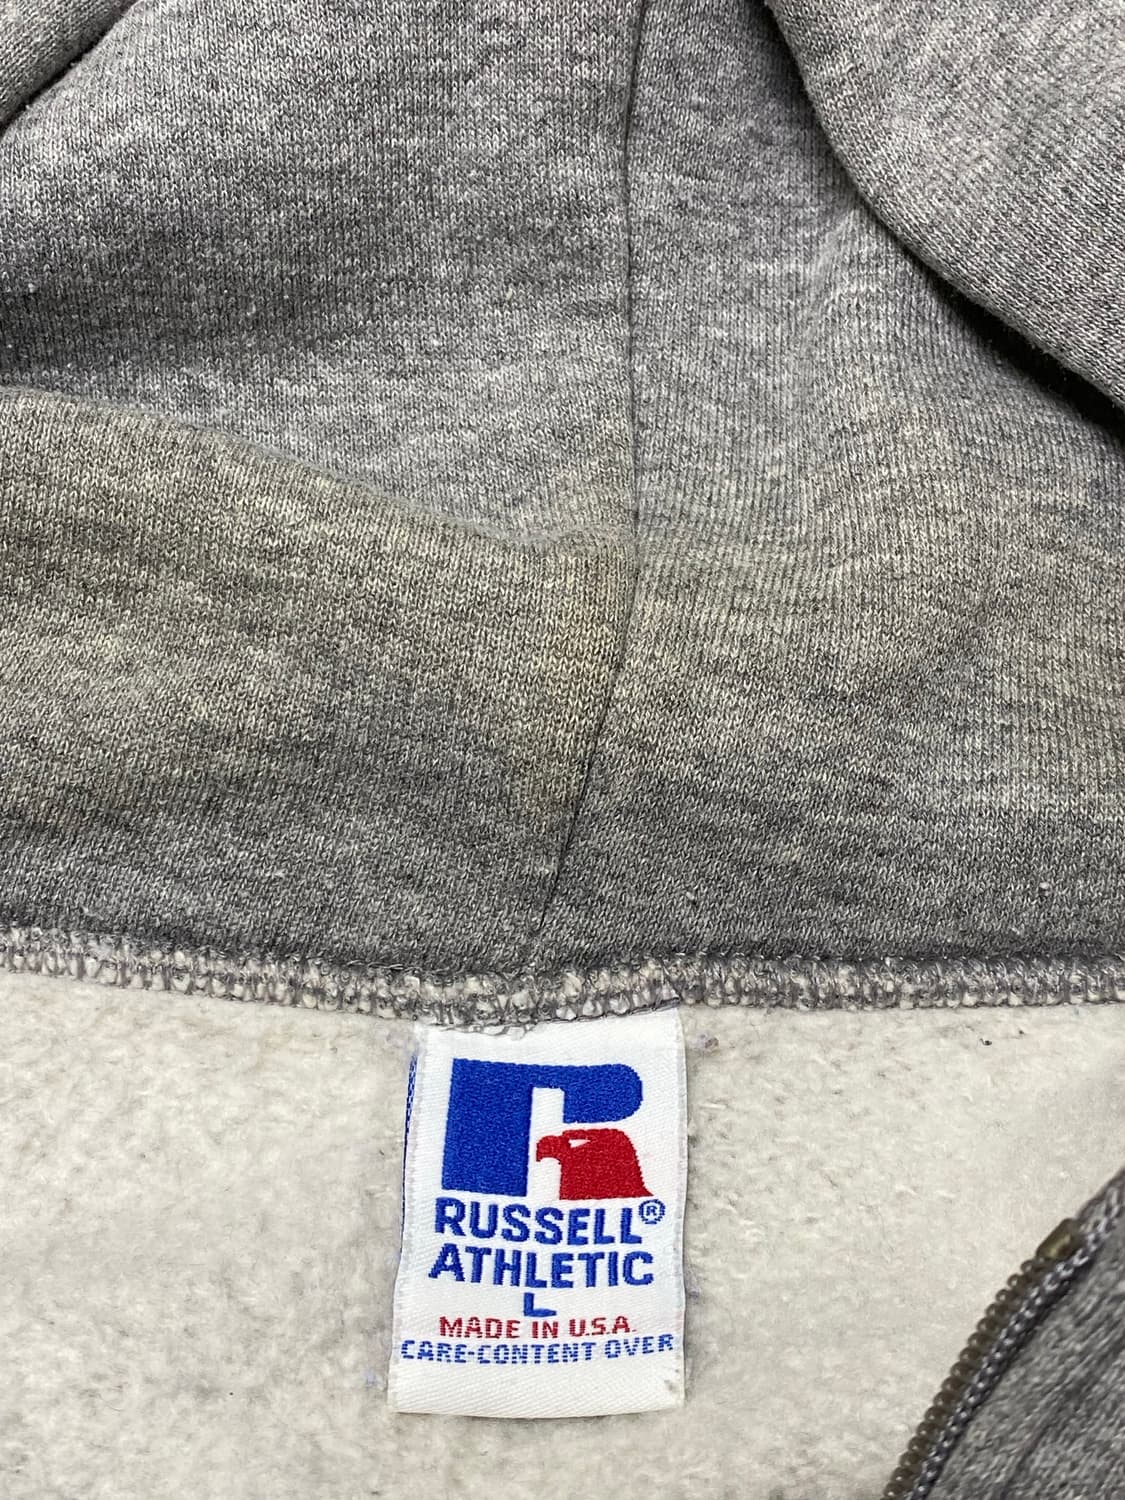 RUSSELL®
ATHLETIC
L
MADE IN U.S.A.
CARE-CONTENT OVER